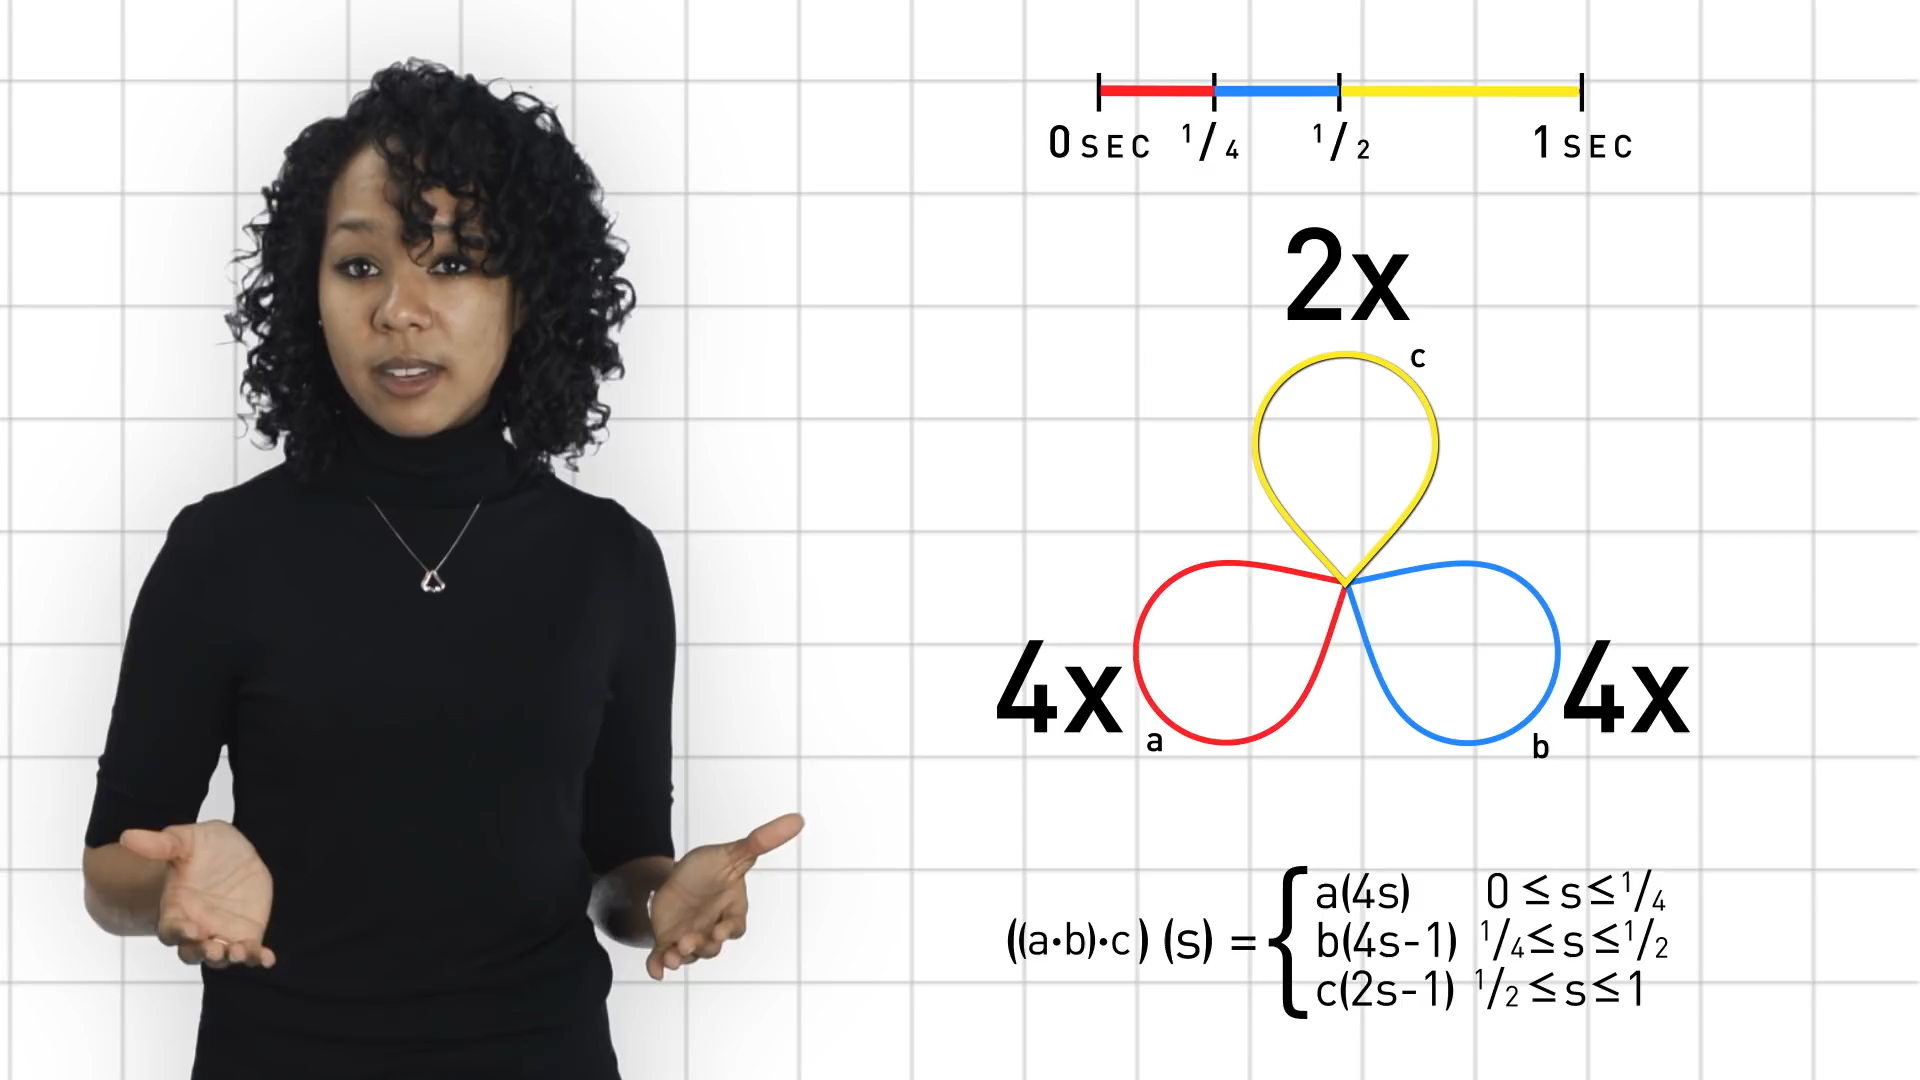 0 SEC 1/4 1/2 1 SEC
2x
c
4x 4x
a b
((a·b)·c) (s) = { a(4s) 0 ≤ s ≤ 1/4
b(4s-1) 1/4 ≤ s ≤ 1/2
c(2s-1) 1/2 ≤ s ≤ 1